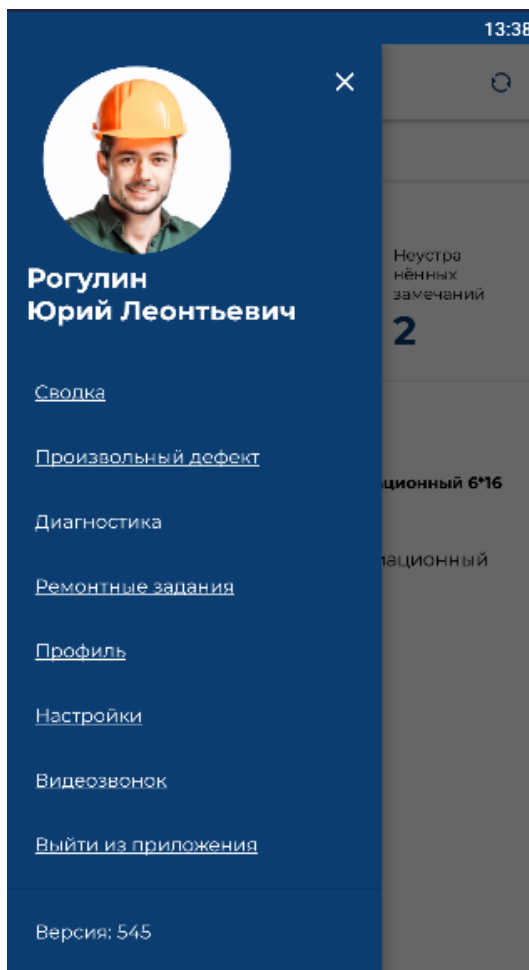 13:38
Рогулин
Юрий Леонтьевич
Сводка
Произвольный дефект
Диагностика
Ремонтные задания
Профиль
Настройки
Видеозвонок
Выйти из приложения
Версия: 545
Неустра
нённых
замечаний
2
ционный 6*16
ационный